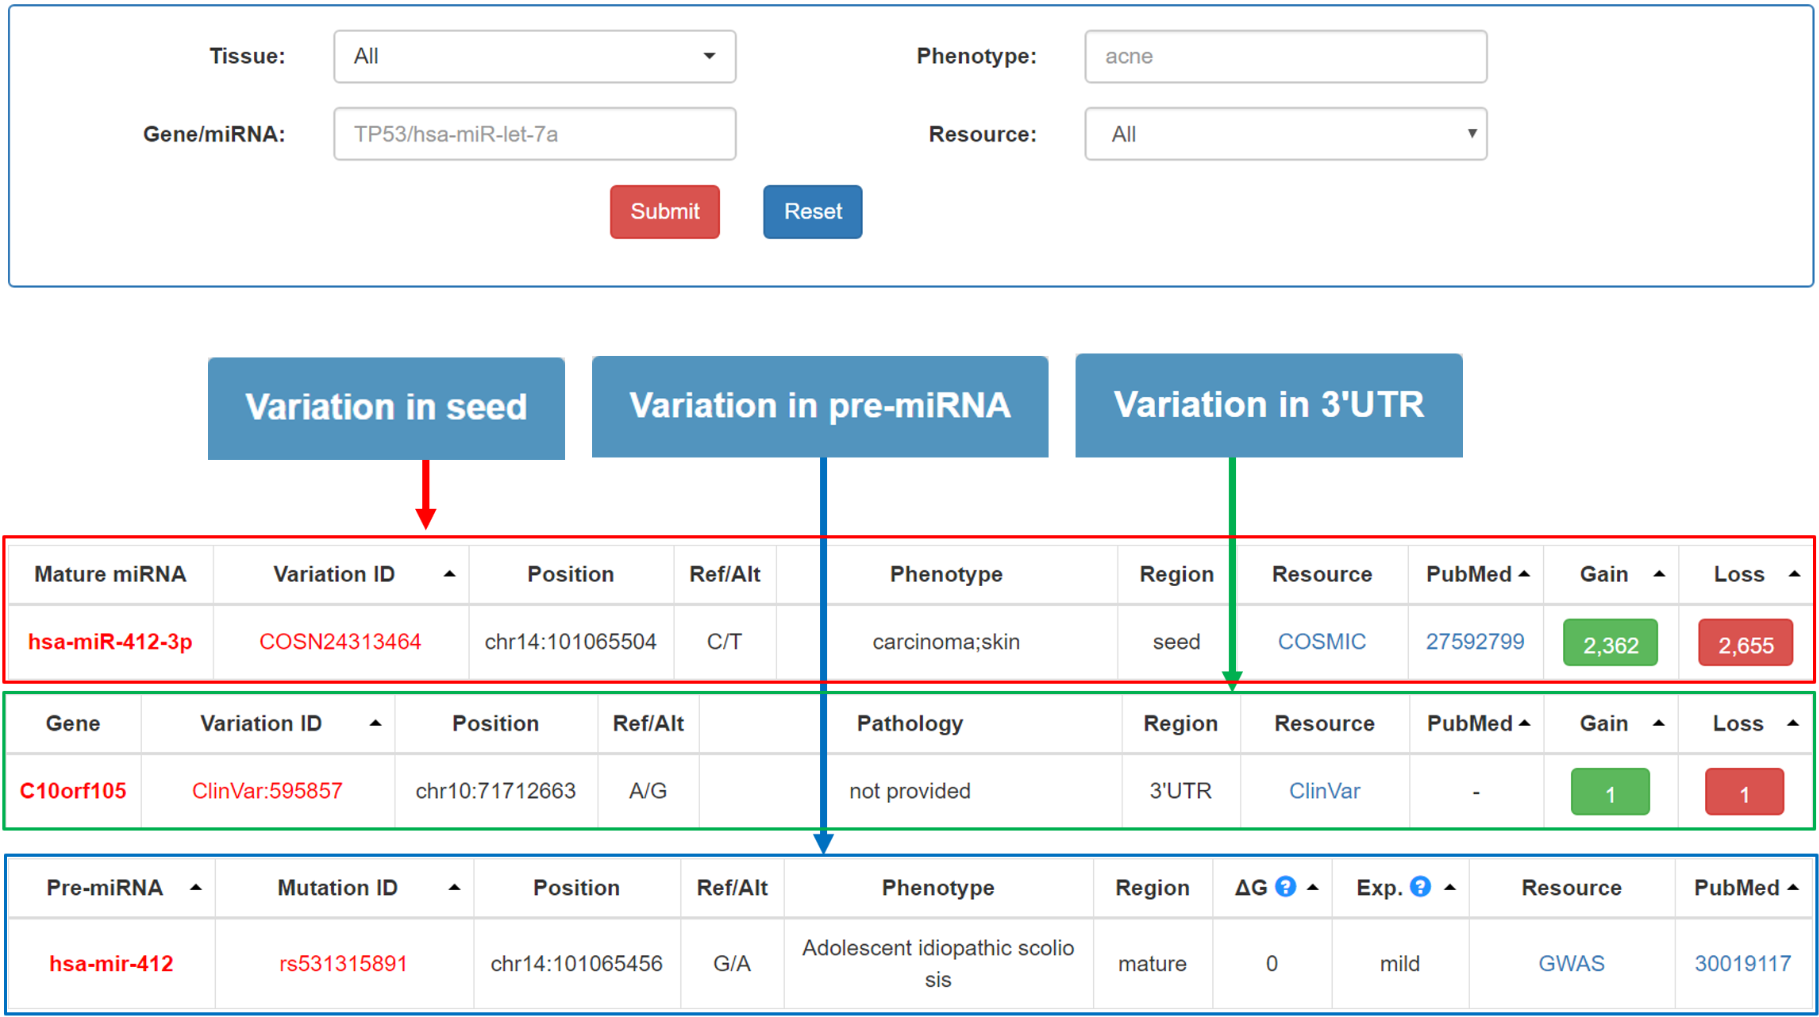 Tissue: All Phenotype: acne
Gene/miRNA: TP53/hsa-miR-let-7a Resource: All
Submit Reset
Variation in seed Variation in pre-miRNA Variation in 3'UTR
Mature miRNA Variation ID Position Ref/Alt Phenotype Region Resource PubMed Gain Loss
hsa-miR-412-3p COSN24313464 chr14:101065504 C/T carcinoma;skin seed COSMIC 27592799 2,362 2,655
Gene Variation ID Position Ref/Alt Pathology Region Resource PubMed Gain Loss
C10orf105 ClinVar:595857 chr10:71712663 A/G not provided 3'UTR ClinVar - 1 1
Pre-miRNA Mutation ID Position Ref/Alt Phenotype Region ΔG ? Exp. ? Resource PubMed
hsa-mir-412 rs531315891 chr14:101065456 G/A Adolescent idiopathic scolio mature 0 mild GWAS 30019117
sis